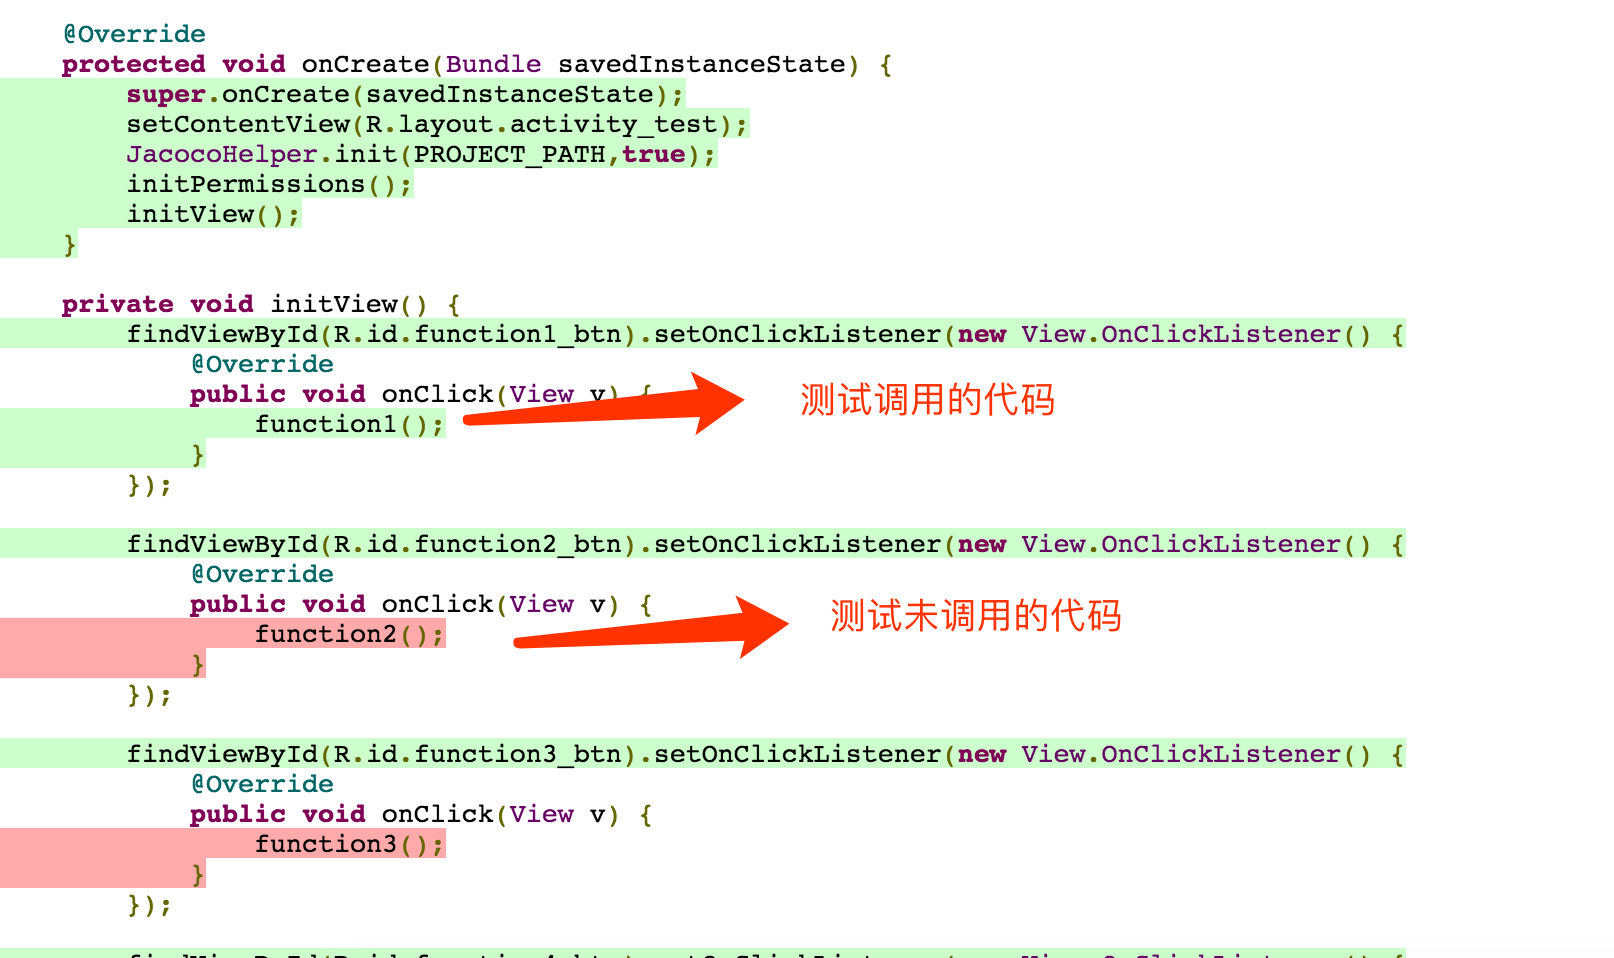 @Override
protected void onCreate(Bundle savedInstanceState) {
super.onCreate(savedInstanceState);
setContentView(R.layout.activity_test);
JacocoHelper.init(PROJECT_PATH,true);
initPermissions();
initView();
}
private void initView() {
findViewById(R.id.function1_btn).setOnClickListener(new View.OnClickListener() {
@Override
public void onClick(View v) {
测试调用的代码
function1();
}
});
findViewById(R.id.function2_btn).setOnClickListener(new View.OnClickListener() {
@Override
public void onClick(View v) {
测试未调用的代码
function2();
}
});
findViewById(R.id.function3_btn).setOnClickListener(new View.OnClickListener() {
@Override
public void onClick(View v) {
function3();
}
});